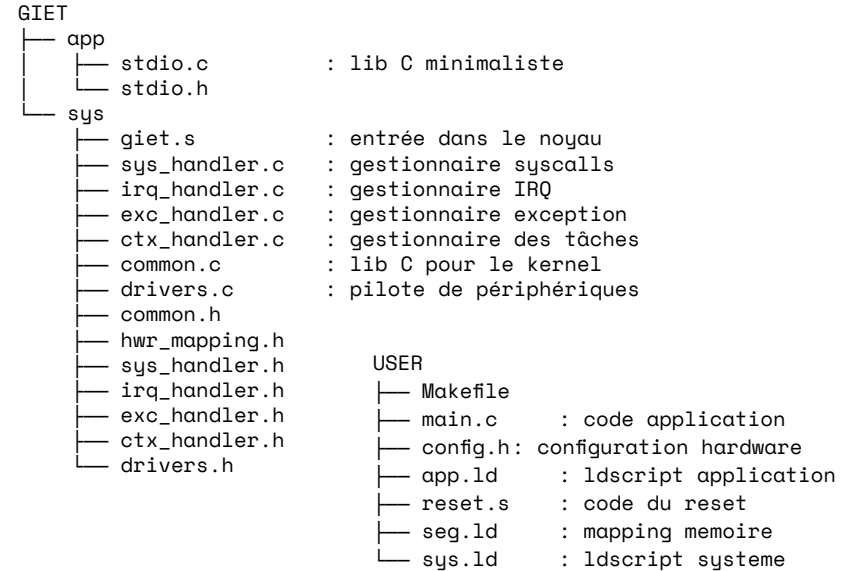 GIET
├── app
│   ├── stdio.c        : lib C minimaliste
│   └── stdio.h
└── sys
    ├── giet.s         : entrée dans le noyau
    ├── sys_handler.c  : gestionnaire syscalls
    ├── irq_handler.c  : gestionnaire IRQ
    ├── exc_handler.c  : gestionnaire exception
    ├── ctx_handler.c  : gestionnaire des tâches
    ├── common.c       : lib C pour le kernel
    ├── drivers.c      : pilote de périphériques
    ├── common.h
    ├── hwr_mapping.h
    ├── sys_handler.h
    ├── irq_handler.h
    ├── exc_handler.h
    ├── ctx_handler.h
    └── drivers.h
USER
├── Makefile
├── main.c    : code application
├── config.h: configuration hardware
├── app.ld    : ldscript application
├── reset.s   : code du reset
├── seg.ld    : mapping memoire
└── sys.ld    : ldscript systeme